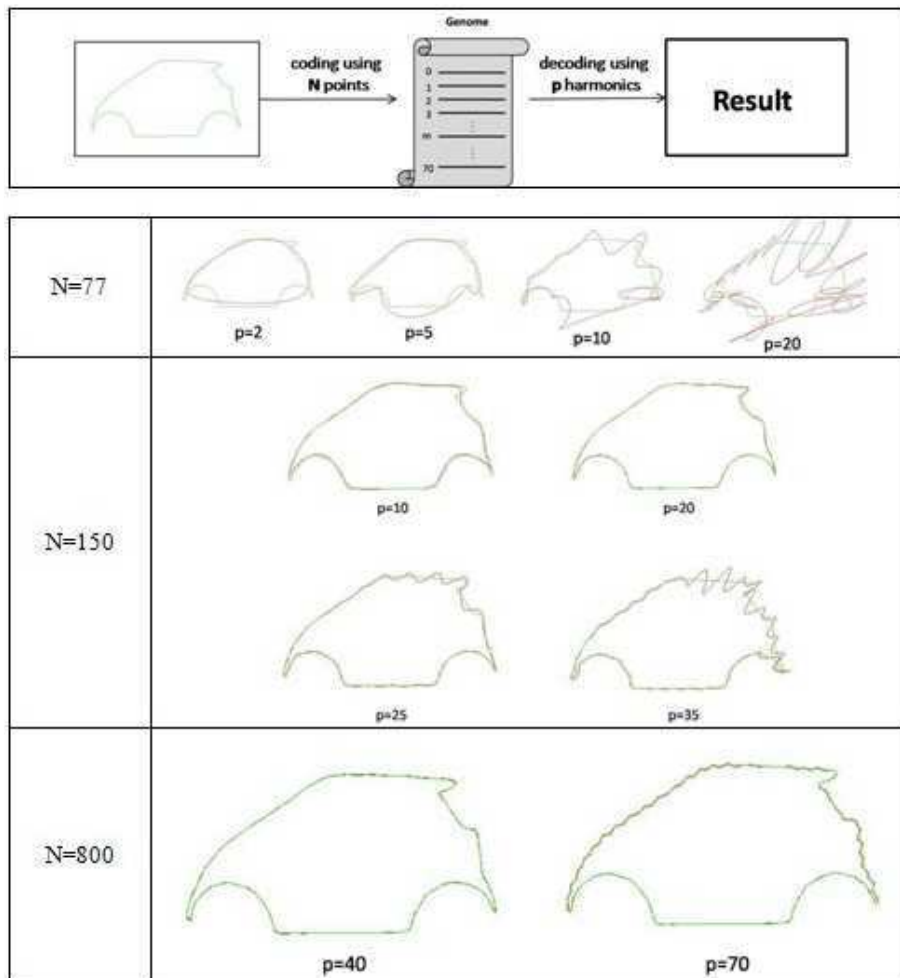 Genome
coding using
N points
decoding using
p harmonics
Result
0
1
2
3
m
70
N=77
p=2
p=5
p=10
p=20
N=150
p=10
p=20
p=25
p=35
N=800
p=40
p=70